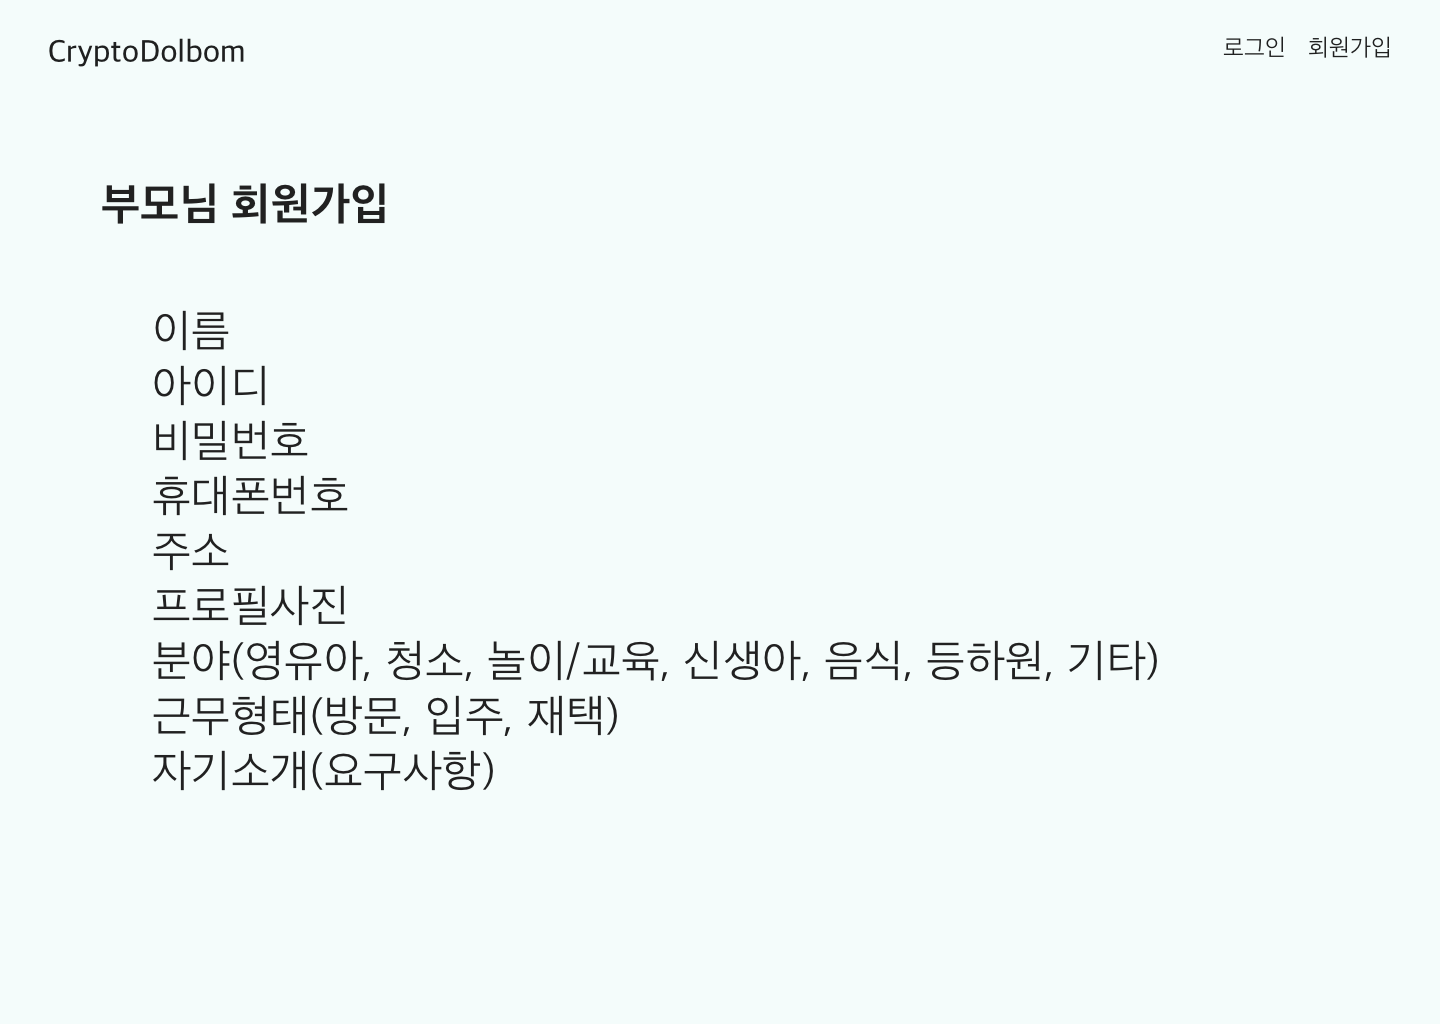 CryptoDolbom
로그인 회원가입
부모님 회원가입
이름
아이디
비밀번호
휴대폰번호
주소
프로필사진
분야(영유아, 청소, 놀이/교육, 신생아, 음식, 등하원, 기타)
근무형태(방문, 입주, 재택)
자기소개(요구사항)